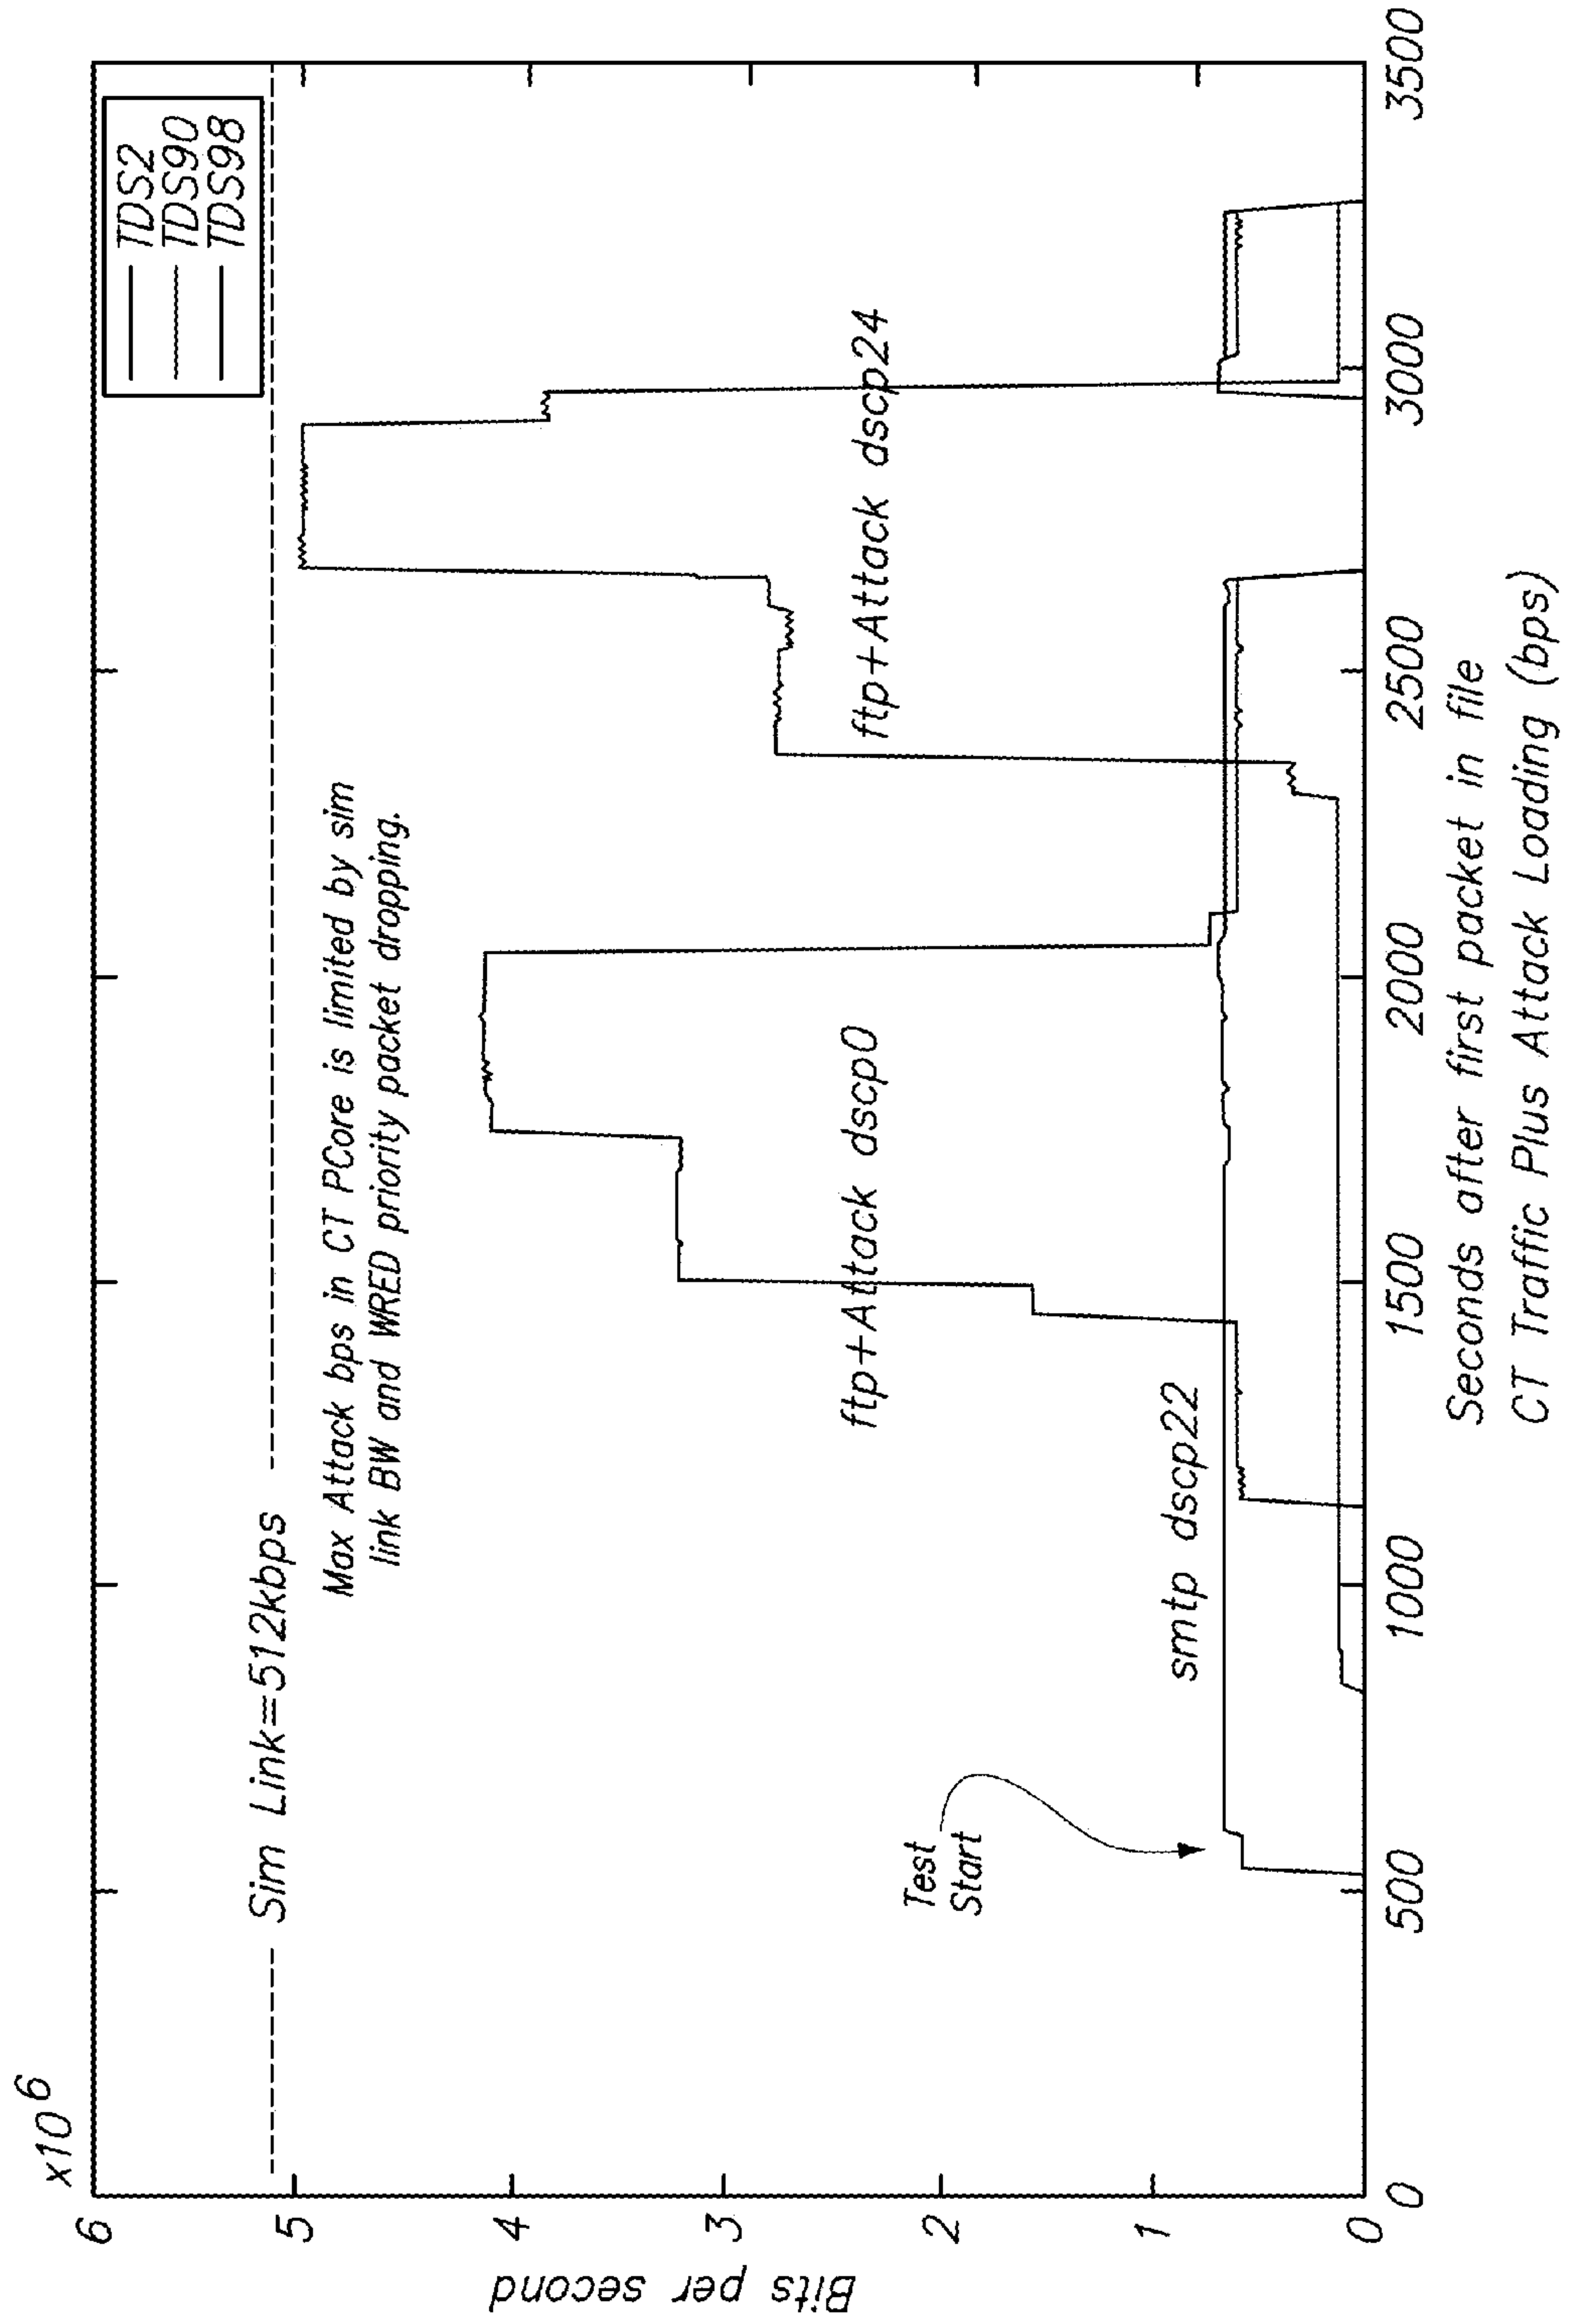 x10 6
6
5
4
3
2
1
0
Bits per second
TDS2
TDS90
TDS98
Sim Link=512kbps
Max Attack bps in CT PCore is limited by sim
link BW and WRED priority packet dropping.
ftp+Attack dscp24
ftp+Attack dscp0
smtp dscp22
Test
Start
0
500
1000
1500
2000
2500
3000
3500
Seconds after first packet in file
CT Traffic Plus Attack Loading (bps)